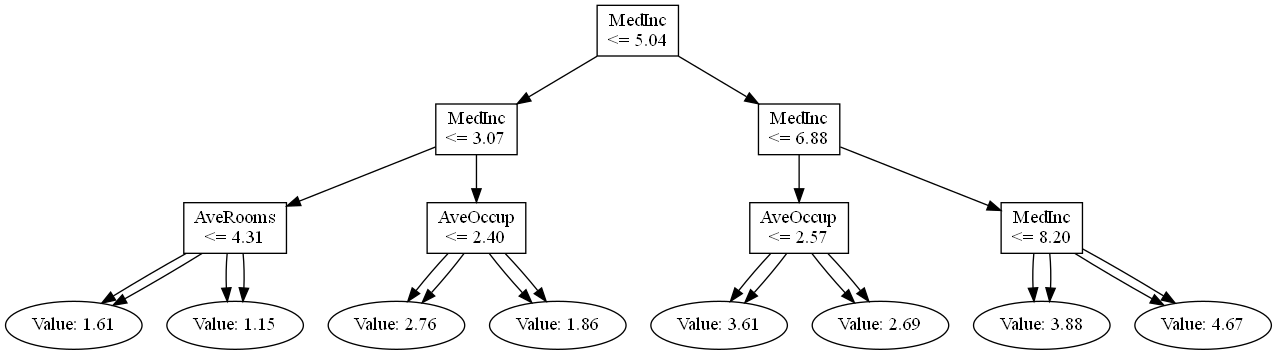 MedInc
<= 5.04
MedInc
<= 3.07
MedInc
<= 6.88
AveRooms
<= 4.31
AveOccup
<= 2.40
AveOccup
<= 2.57
MedInc
<= 8.20
Value: 1.61
Value: 1.15
Value: 2.76
Value: 1.86
Value: 3.61
Value: 2.69
Value: 3.88
Value: 4.67